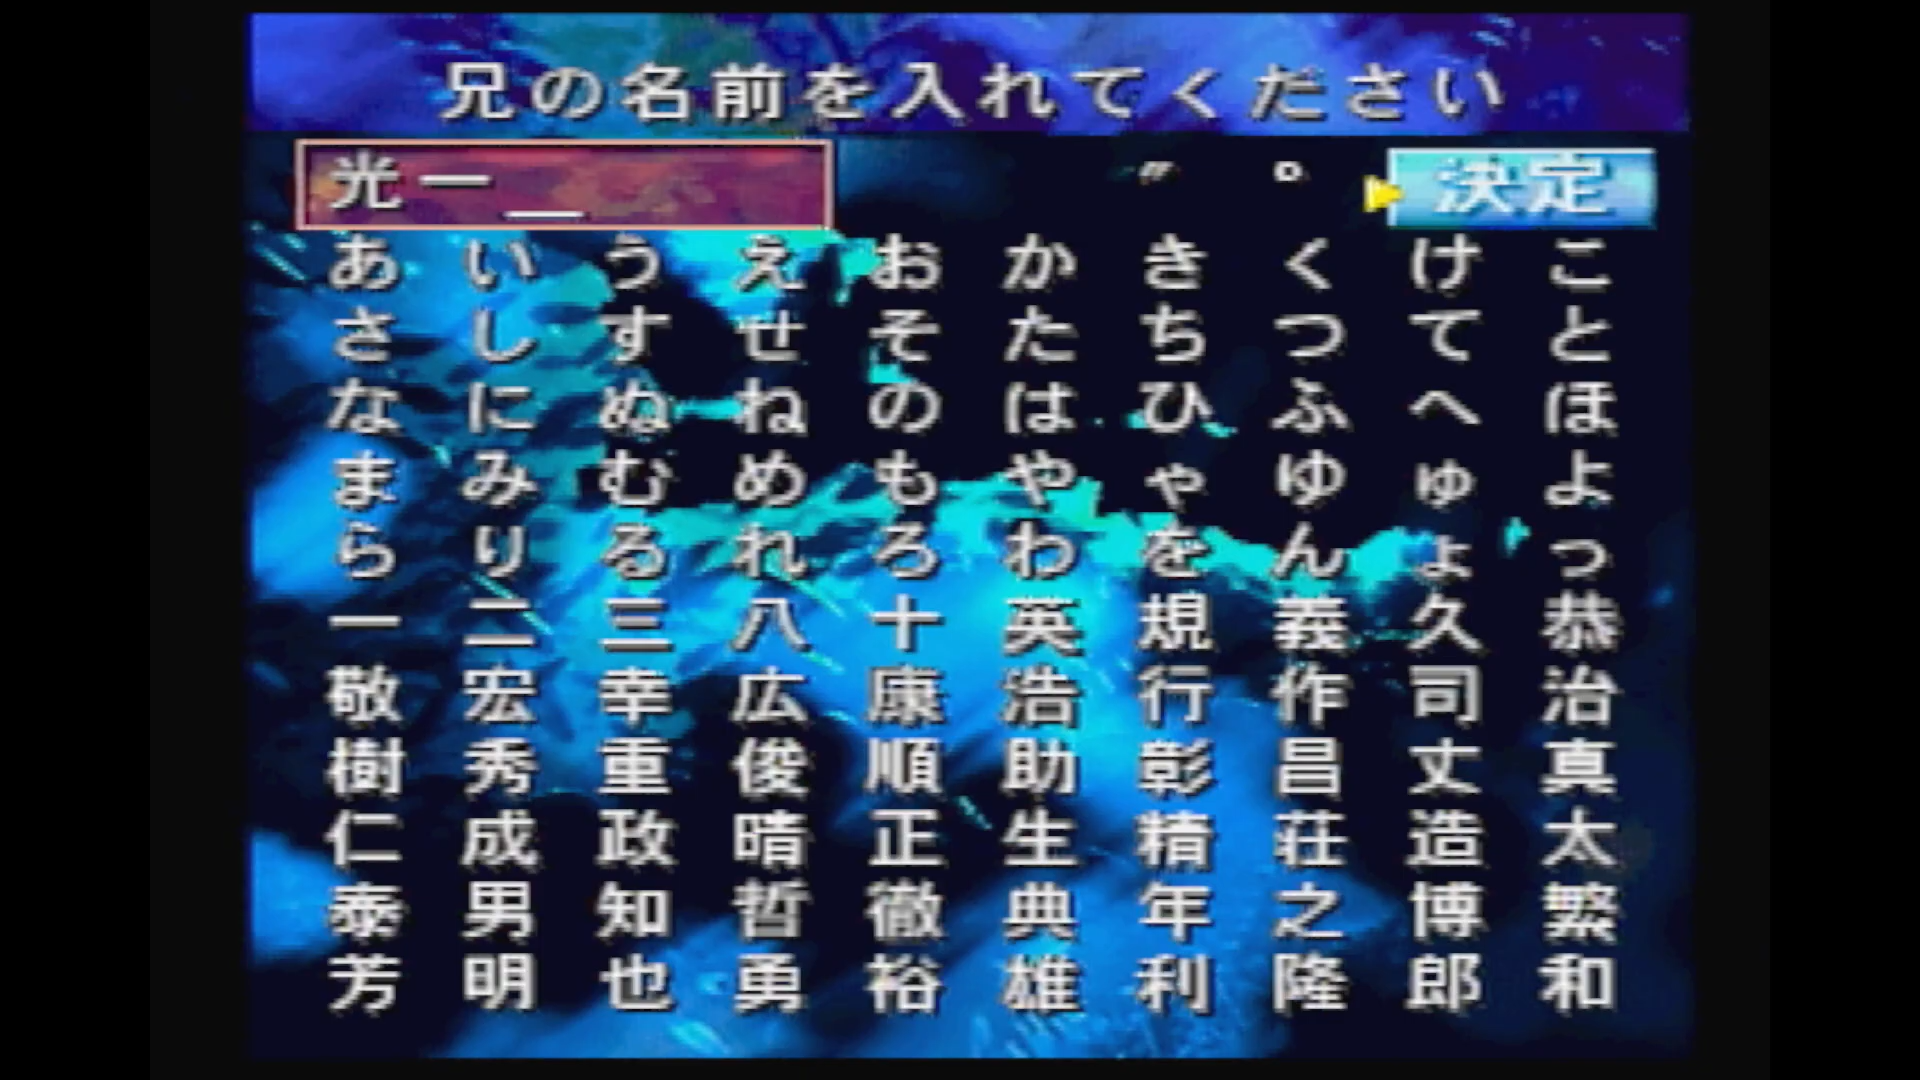 兄の名前を入れてください
光一 ＿ ゛ ゜ 決定
あ い う え お か き く け こ
さ し す せ そ た ち つ て と
な に ぬ ね の は ひ ふ へ ほ
ま み む め も や ゃ ゆ ゅ よ
ら り る れ ろ わ を ん ょ っ
一 二 三 八 十 英 規 義 久 恭
敬 宏 幸 広 康 浩 行 作 司 治
樹 秀 重 俊 順 助 彰 昌 丈 真
仁 成 政 晴 正 生 精 荘 造 太
泰 男 知 哲 徹 典 年 之 博 繁
芳 明 也 勇 裕 雄 利 隆 郎 和